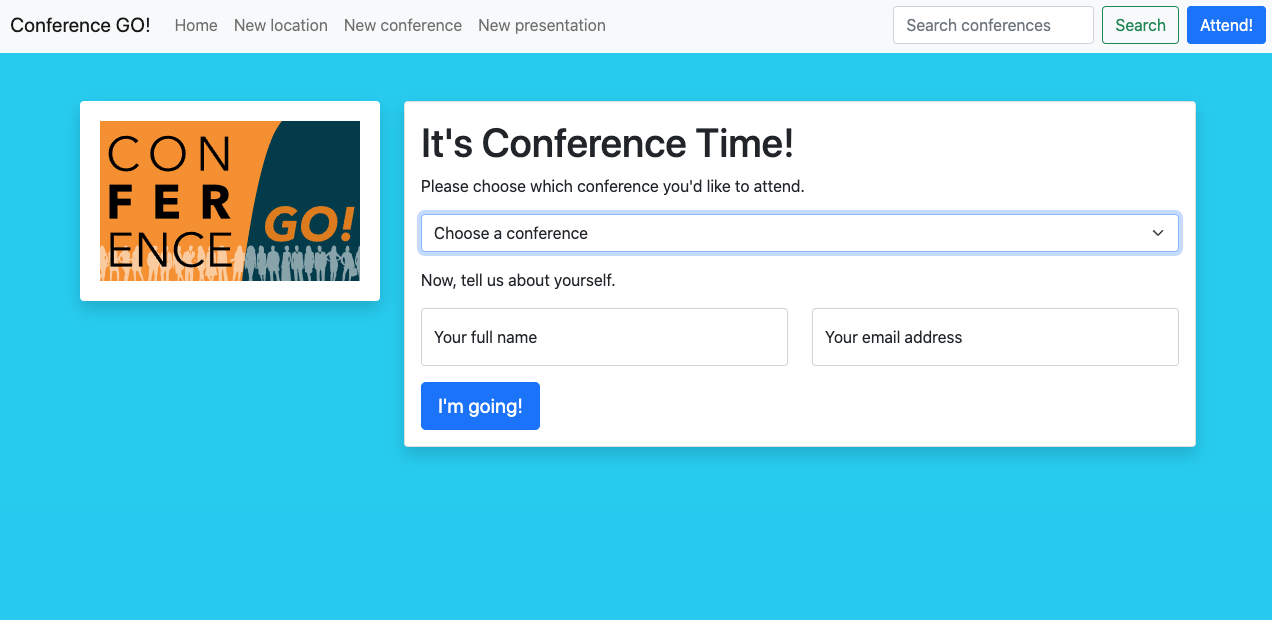 Conference GO! Home New location New conference New presentation Search conferences Search Attend!
CON
FER
ENCE
GO!
It's Conference Time!
Please choose which conference you'd like to attend.
Choose a conference
Now, tell us about yourself.
Your full name Your email address
I'm going!